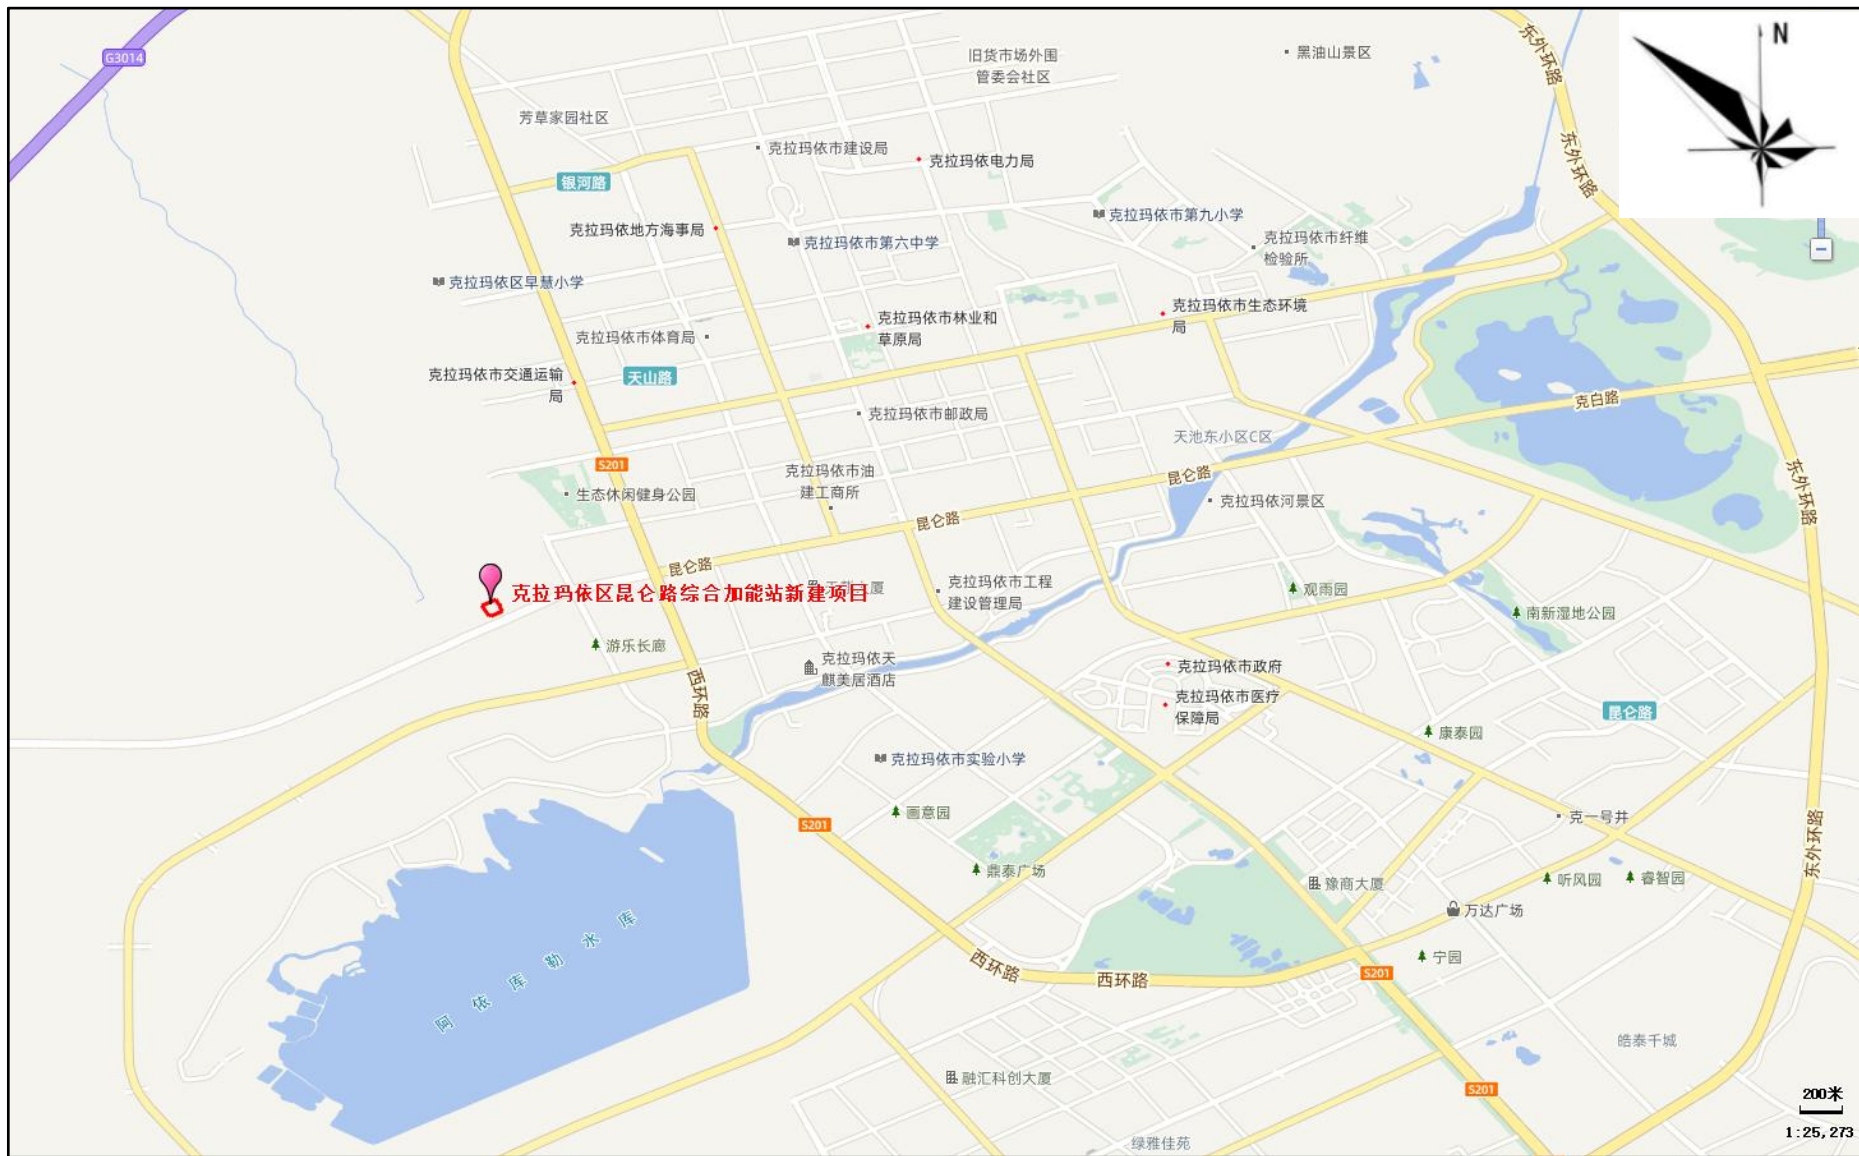 G3014
东外环路
旧货市场外围
管委会社区
黑油山景区
N
芳草家园社区
克拉玛依市建设局
克拉玛依电力局
东外环路
银河路
克拉玛依地方海事局
克拉玛依市第六中学
克拉玛依市第九小学
克拉玛依市纤维
检验所
克拉玛依区早慧小学
克拉玛依市体育局
克拉玛依市林业和
草原局
克拉玛依市生态环境
局
克拉玛依市交通运输
局
天山路
克拉玛依市邮政局
克白路
天池东小区C区
S201
克拉玛依市油
建工商所
昆仑路
东外环路
生态休闲健身公园
克拉玛依河景区
昆仑路
昆仑路
克拉玛依区昆仑路综合加能站新建项目
大厦
克拉玛依市工程
建设管理局
观雨园
南新湿地公园
游乐长廊
克拉玛依天
麒美居酒店
西环路
克拉玛依市政府
克拉玛依市医疗
保障局
昆仑路
康泰园
克拉玛依市实验小学
画意园
S201
克一号井
东外环路
鼎泰广场
豫商大厦
听风园
睿智园
万达广场
阿依库勒水库
西环路
西环路
S201
宁园
皓泰千城
融汇科创大厦
S201
200米
1:25,273
绿雅佳苑